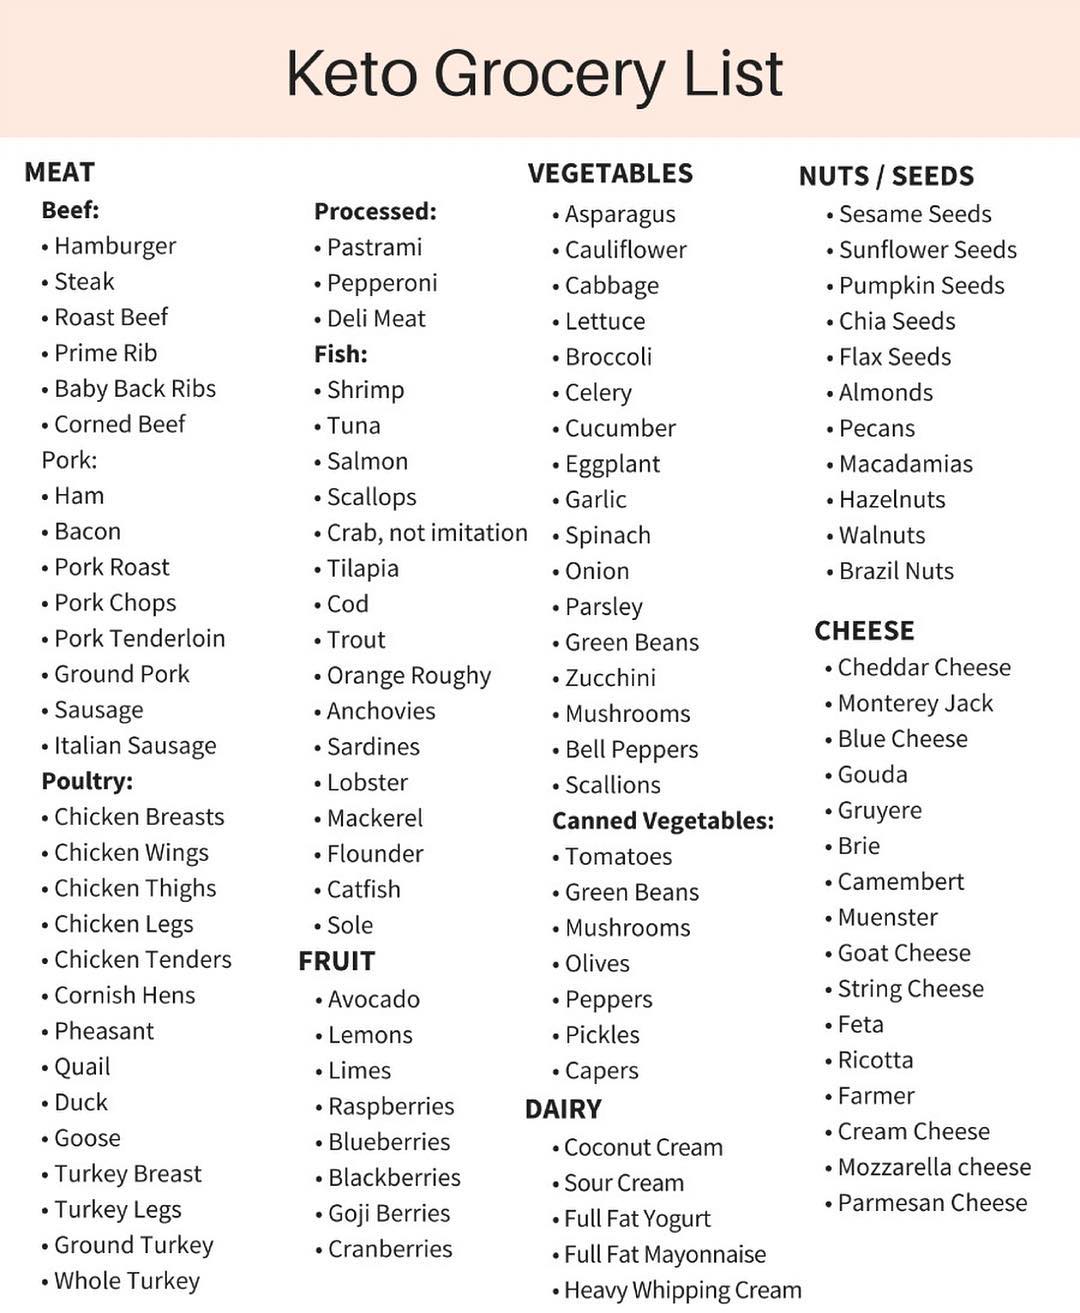 Keto Grocery List
MEAT
Beef:
• Hamburger
• Steak
• Roast Beef
• Prime Rib
• Baby Back Ribs
• Corned Beef
Pork:
• Ham
• Bacon
• Pork Roast
• Pork Chops
• Pork Tenderloin
• Ground Pork
• Sausage
• Italian Sausage
Poultry:
• Chicken Breasts
• Chicken Wings
• Chicken Thighs
• Chicken Legs
• Chicken Tenders
• Cornish Hens
• Pheasant
• Quail
• Duck
• Goose
• Turkey Breast
• Turkey Legs
• Ground Turkey
• Whole Turkey
Processed:
• Pastrami
• Pepperoni
• Deli Meat
Fish:
• Shrimp
• Tuna
• Salmon
• Scallops
• Crab, not imitation
• Tilapia
• Cod
• Trout
• Orange Roughy
• Anchovies
• Sardines
• Lobster
• Mackerel
• Flounder
• Catfish
• Sole
FRUIT
• Avocado
• Lemons
• Limes
• Raspberries
• Blueberries
• Blackberries
• Goji Berries
• Cranberries
VEGETABLES
• Asparagus
• Cauliflower
• Cabbage
• Lettuce
• Broccoli
• Celery
• Cucumber
• Eggplant
• Garlic
• Spinach
• Onion
• Parsley
• Green Beans
• Zucchini
• Mushrooms
• Bell Peppers
• Scallions
Canned Vegetables:
• Tomatoes
• Green Beans
• Mushrooms
• Olives
• Peppers
• Pickles
• Capers
DAIRY
• Coconut Cream
• Sour Cream
• Full Fat Yogurt
• Full Fat Mayonnaise
• Heavy Whipping Cream
NUTS / SEEDS
• Sesame Seeds
• Sunflower Seeds
• Pumpkin Seeds
• Chia Seeds
• Flax Seeds
• Almonds
• Pecans
• Macadamias
• Hazelnuts
• Walnuts
• Brazil Nuts
CHEESE
• Cheddar Cheese
• Monterey Jack
• Blue Cheese
• Gouda
• Gruyere
• Brie
• Camembert
• Muenster
• Goat Cheese
• String Cheese
• Feta
• Ricotta
• Farmer
• Cream Cheese
• Mozzarella cheese
• Parmesan Cheese